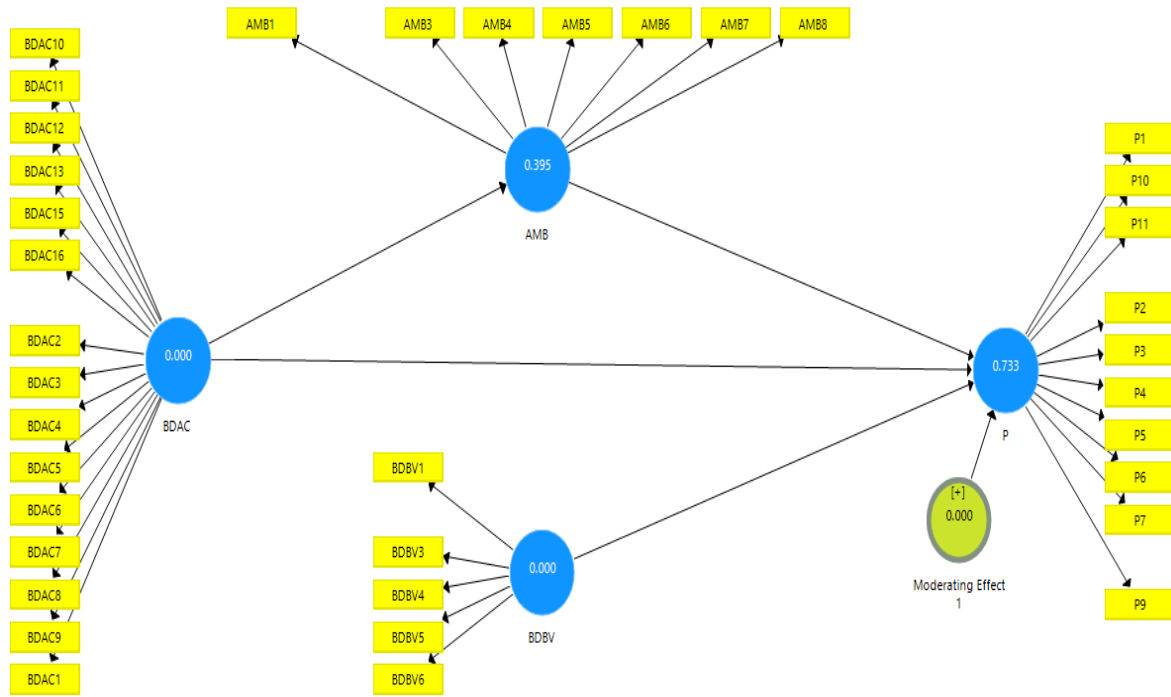 AMB1
AMB3
AMB4
AMB5
AMB6
AMB7
AMB8
BDAC10
BDAC11
BDAC12
BDAC13
BDAC15
BDAC16
BDAC2
BDAC3
BDAC4
BDAC5
BDAC6
BDAC7
BDAC8
BDAC9
BDAC1
0.000
BDAC
0.395
AMB
BDBV1
BDBV3
BDBV4
BDBV5
BDBV6
0.000
BDBV
0.733
P
[+]
0.000
Moderating Effect
1
P1
P10
P11
P2
P3
P4
P5
P6
P7
P9